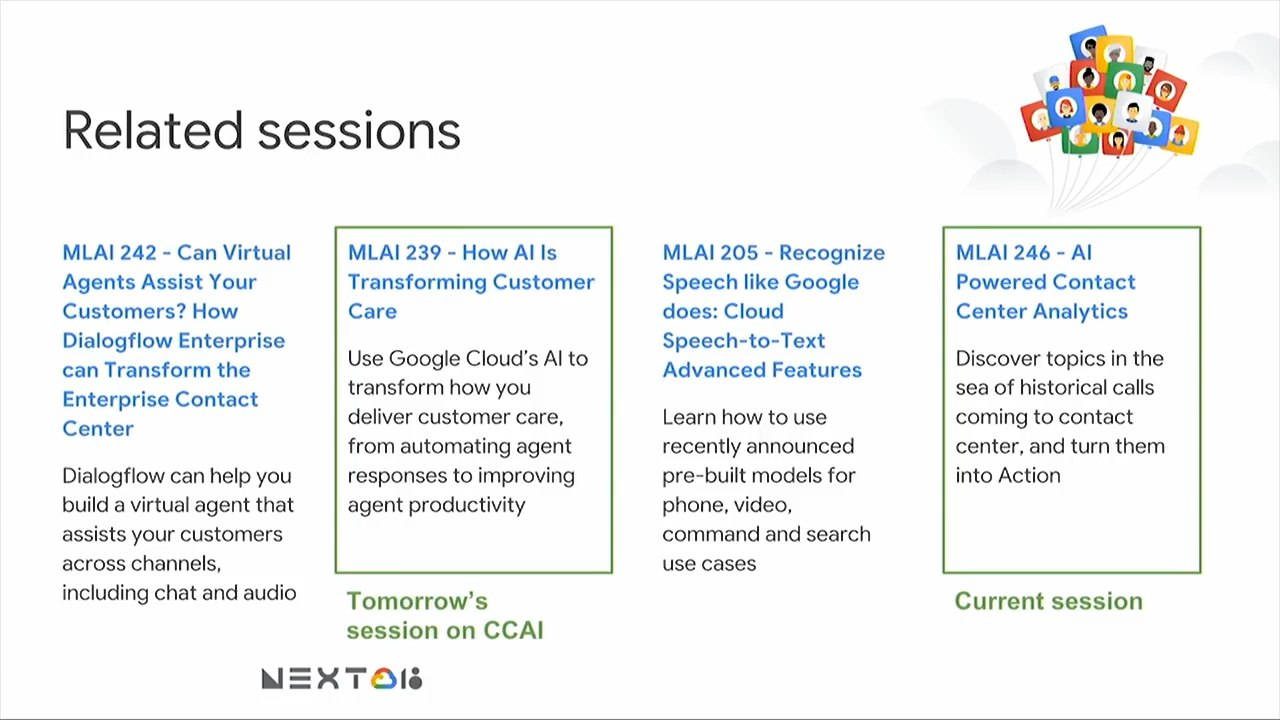 Related sessions
MLAI 242 - Can Virtual
Agents Assist Your
Customers? How
Dialogflow Enterprise
can Transform the
Enterprise Contact
Center
Dialogflow can help you
build a virtual agent that
assists your customers
across channels,
including chat and audio
MLAI 239 - How AI Is
Transforming Customer
Care
Use Google Cloud’s AI to
transform how you
deliver customer care,
from automating agent
responses to improving
agent productivity
Tomorrow’s
session on CCAI
MLAI 205 - Recognize
Speech like Google
does: Cloud
Speech-to-Text
Advanced Features
Learn how to use
recently announced
pre-built models for
phone, video,
command and search
use cases
MLAI 246 - AI
Powered Contact
Center Analytics
Discover topics in the
sea of historical calls
coming to contact
center, and turn them
into Action
Current session
NEXT 18